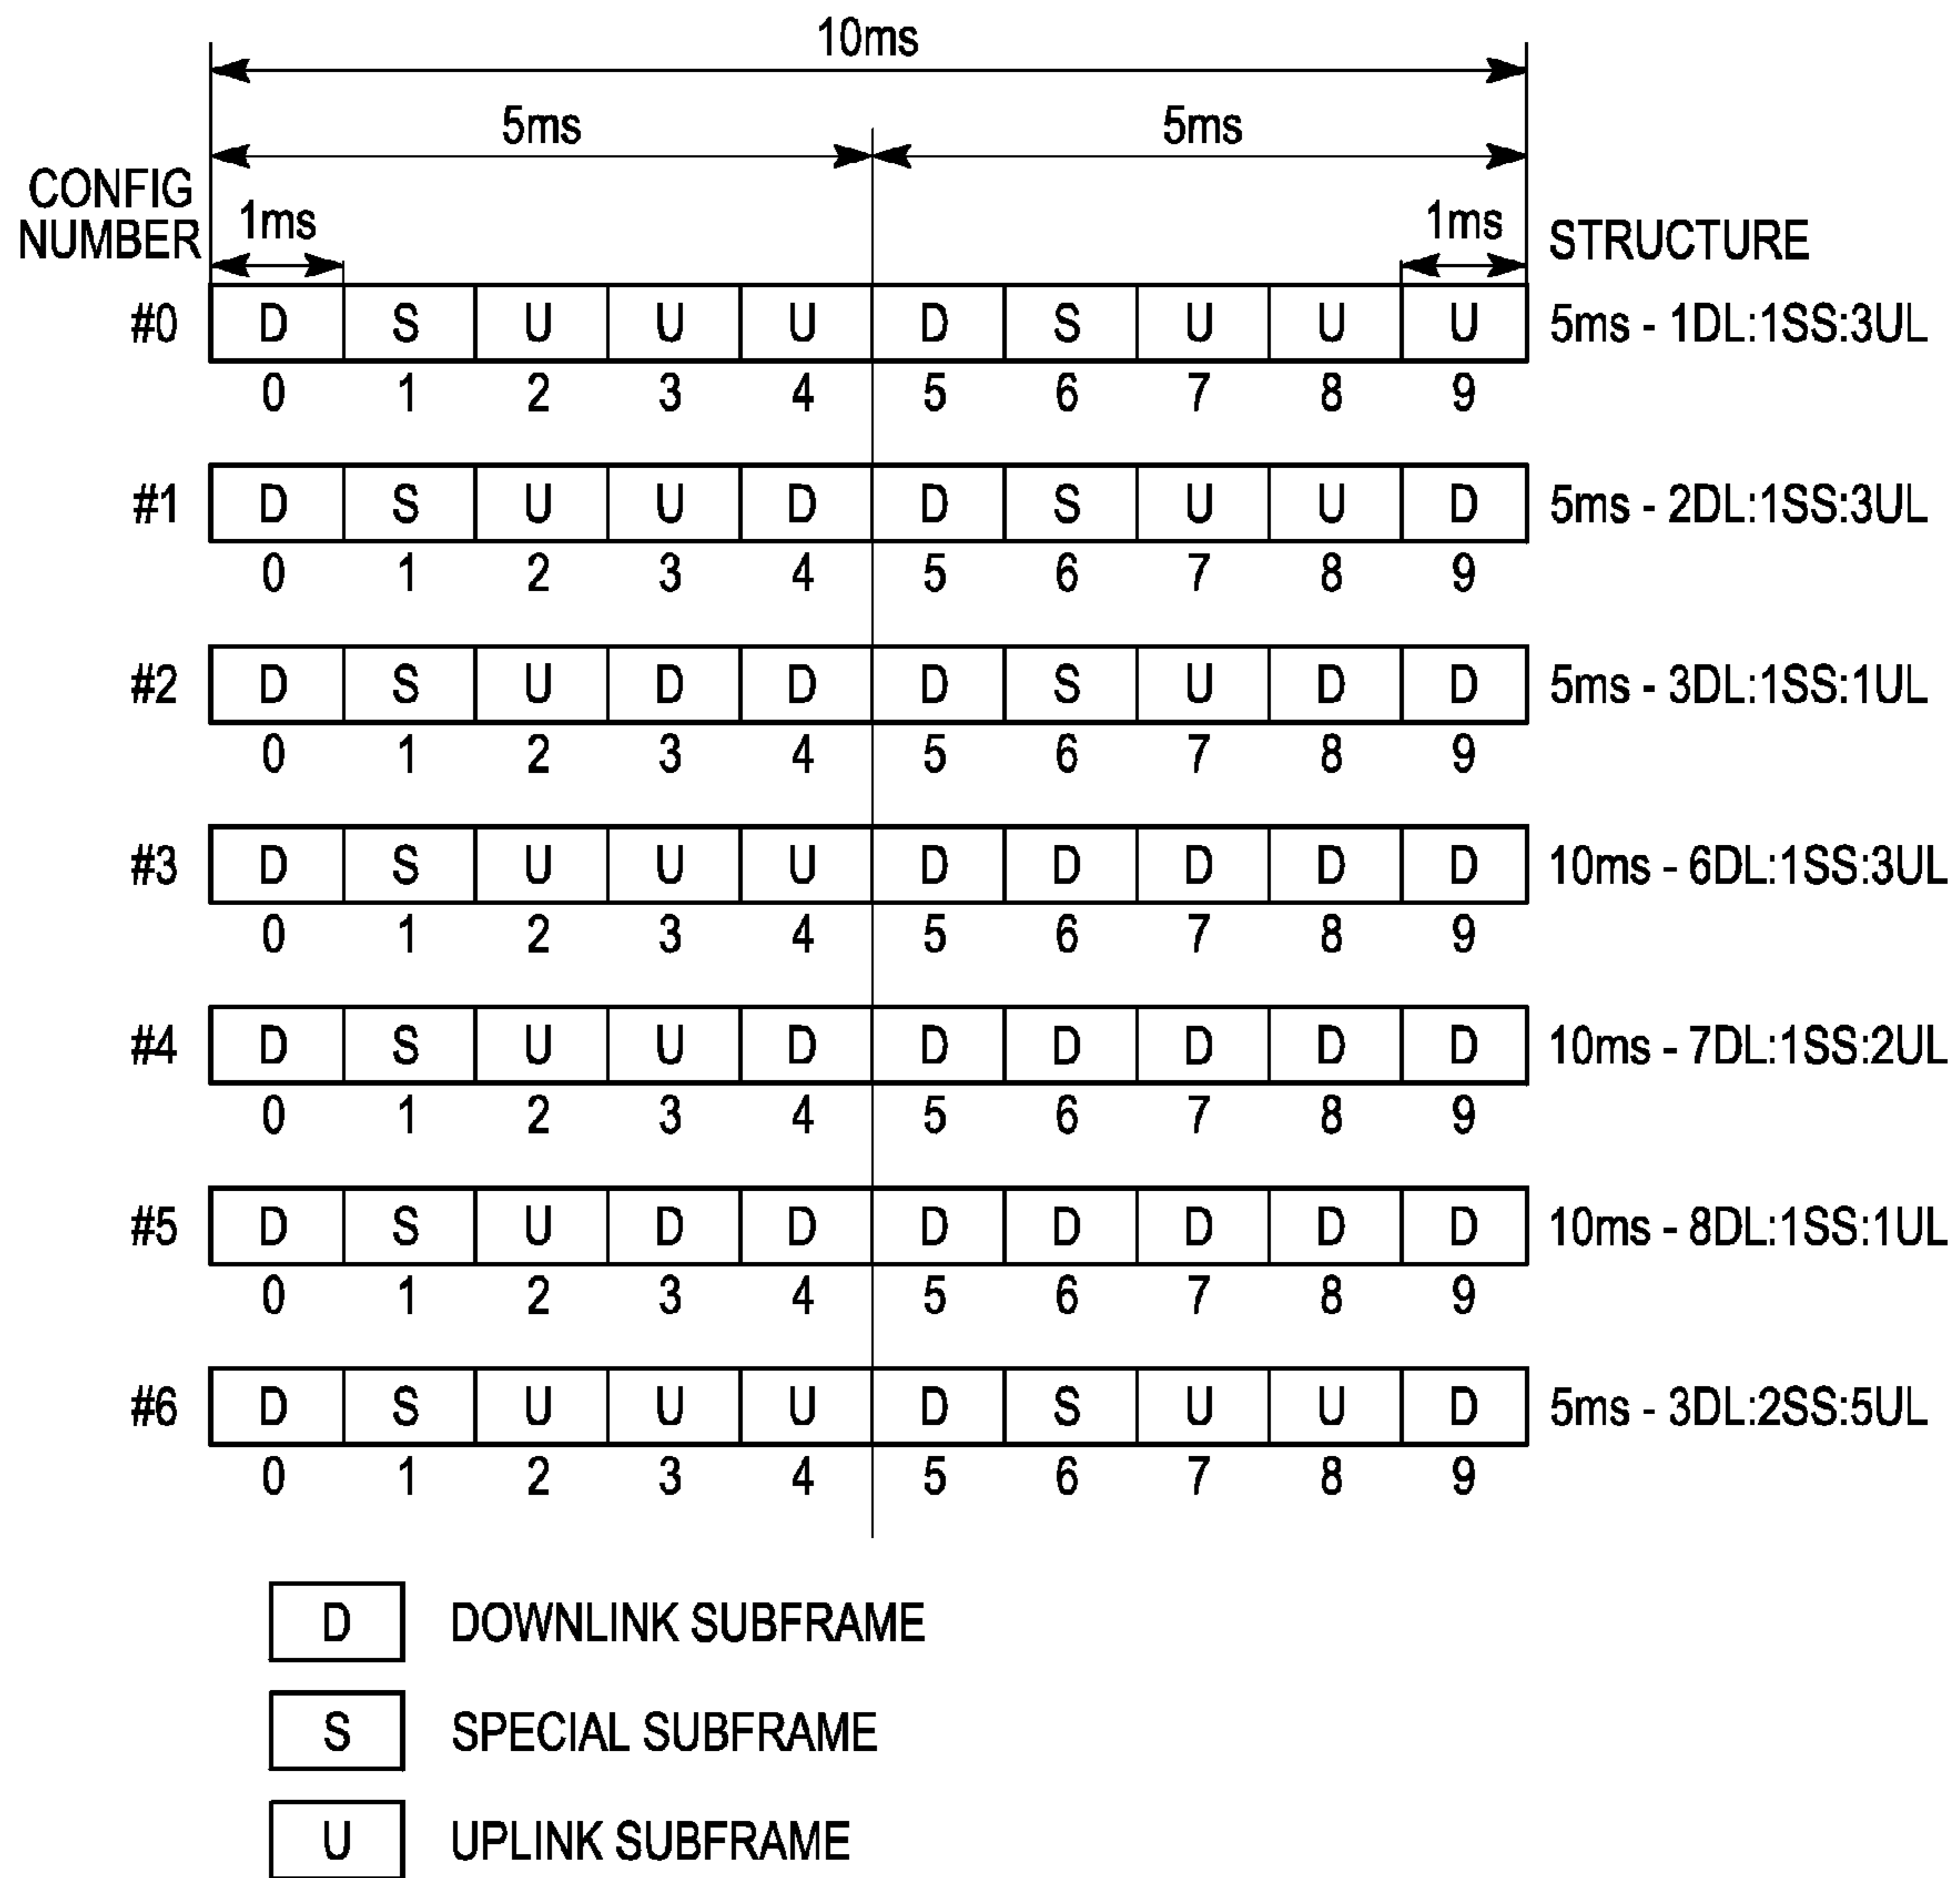 10ms
5ms 5ms
CONFIG
NUMBER 1ms 1ms STRUCTURE
#0 D S U U U D S U U U 5ms - 1DL:1SS:3UL
0 1 2 3 4 5 6 7 8 9
#1 D S U U D D S U U D 5ms - 2DL:1SS:3UL
0 1 2 3 4 5 6 7 8 9
#2 D S U D D D S U D D 5ms - 3DL:1SS:1UL
0 1 2 3 4 5 6 7 8 9
#3 D S U U U D D D D D 10ms - 6DL:1SS:3UL
0 1 2 3 4 5 6 7 8 9
#4 D S U U D D D D D D 10ms - 7DL:1SS:2UL
0 1 2 3 4 5 6 7 8 9
#5 D S U D D D D D D D 10ms - 8DL:1SS:1UL
0 1 2 3 4 5 6 7 8 9
#6 D S U U U D S U U D 5ms - 3DL:2SS:5UL
0 1 2 3 4 5 6 7 8 9
D DOWNLINK SUBFRAME
S SPECIAL SUBFRAME
U UPLINK SUBFRAME